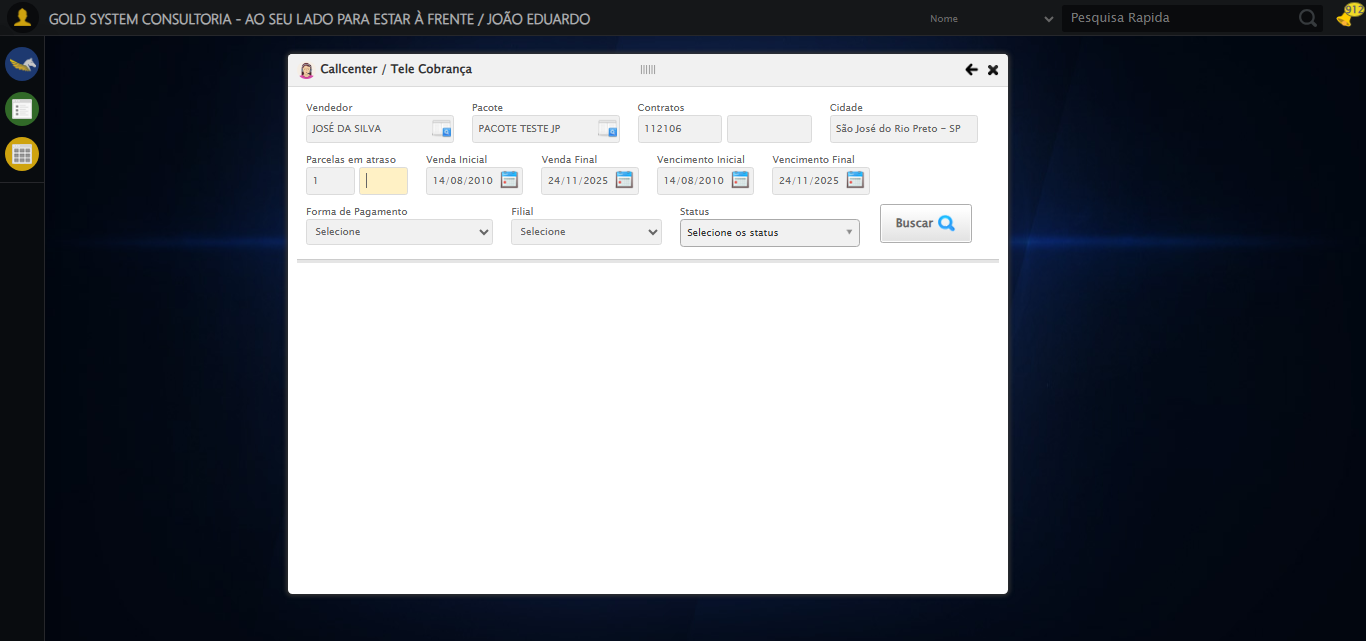 GOLD SYSTEM CONSULTORIA - AO SEU LADO PARA ESTAR À FRENTE / JOÃO EDUARDO
Nome
Pesquisa Rapida
912
Callcenter / Tele Cobrança
Vendedor Pacote Contratos Cidade
JOSÉ DA SILVA PACOTE TESTE JP 112106 São José do Rio Preto - SP
Parcelas em atraso Venda Inicial Venda Final Vencimento Inicial Vencimento Final
1 14/08/2010 24/11/2025 14/08/2010 24/11/2025
Forma de Pagamento Filial Status
Selecione Selecione Selecione os status Buscar